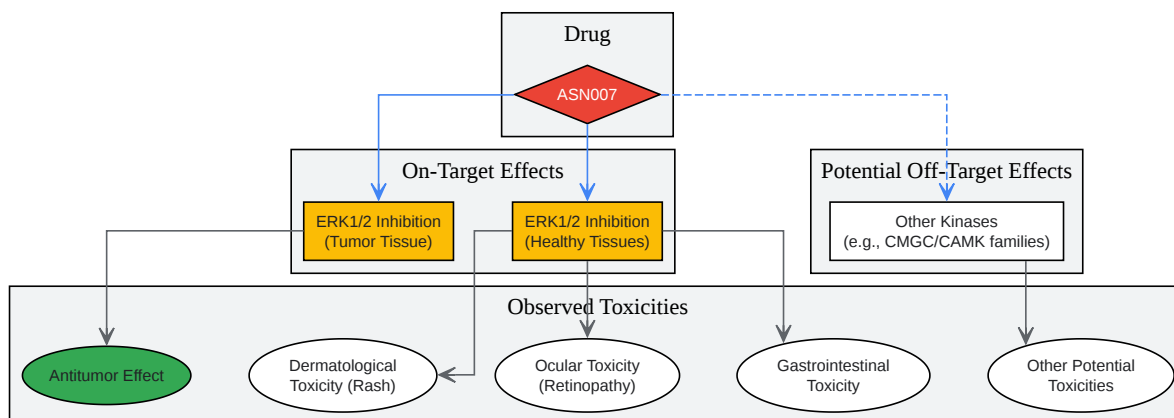 Drug
ASN007
On-Target Effects
Potential Off-Target Effects
ERK1/2 Inhibition
(Tumor Tissue)
ERK1/2 Inhibition
(Healthy Tissues)
Other Kinases
(e.g., CMGC/CAMK families)
Observed Toxicities
Antitumor Effect
Dermatological
Toxicity (Rash)
Ocular Toxicity
(Retinopathy)
Gastrointestinal
Toxicity
Other Potential
Toxicities